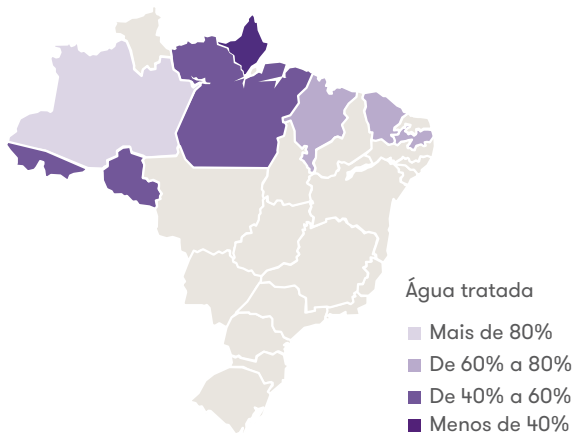 Água tratada
Mais de 80%
De 60% a 80%
De 40% a 60%
Menos de 40%